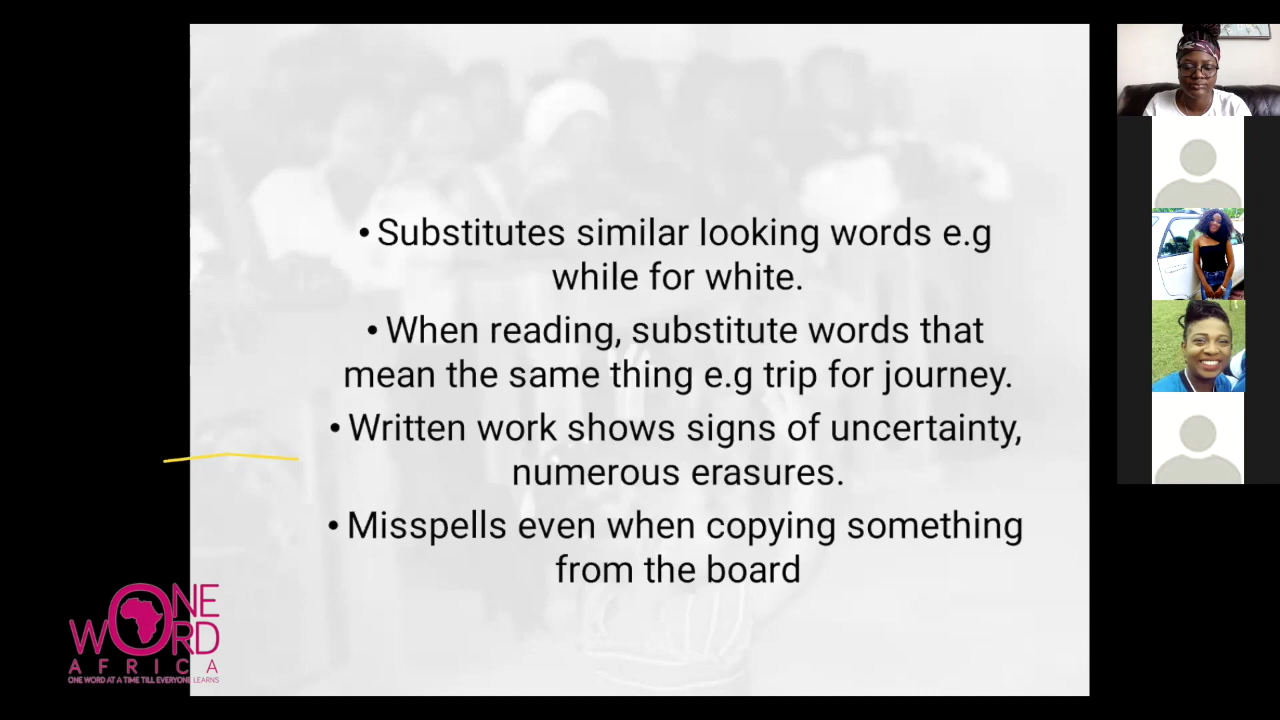 • Substitutes similar looking words e.g
while for white.
• When reading, substitute words that
mean the same thing e.g trip for journey.
• Written work shows signs of uncertainty,
numerous erasures.
• Misspells even when copying something
from the board
ONE
WORD
AFRICA
ONE WORD AT A TIME TILL EVERYONE LEARNS